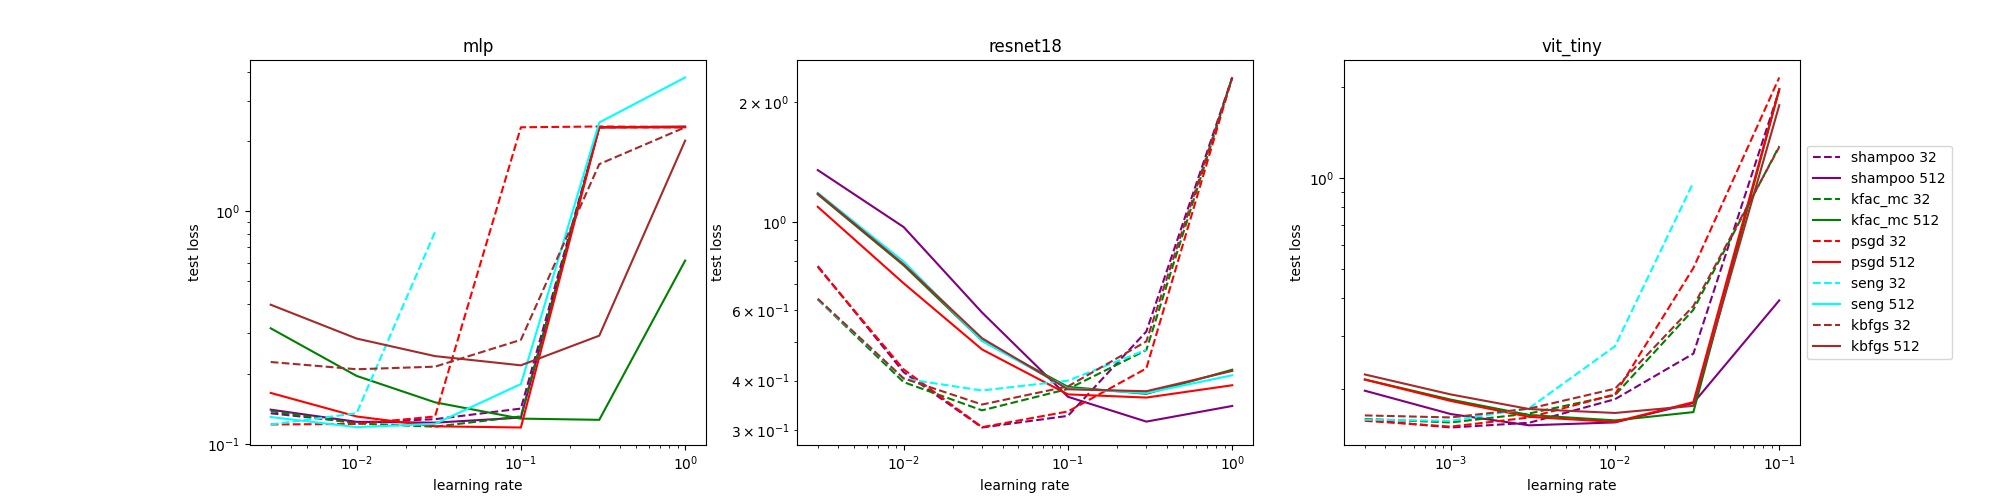 mlp
test loss
10⁰
10⁻¹
10⁻²
10⁻¹
10⁰
learning rate
resnet18
test loss
2 × 10⁰
10⁰
6 × 10⁻¹
4 × 10⁻¹
3 × 10⁻¹
10⁻²
10⁻¹
10⁰
learning rate
vit_tiny
test loss
10⁰
10⁻³
10⁻²
10⁻¹
learning rate
shampoo 32
shampoo 512
kfac_mc 32
kfac_mc 512
psgd 32
psgd 512
seng 32
seng 512
kbfgs 32
kbfgs 512